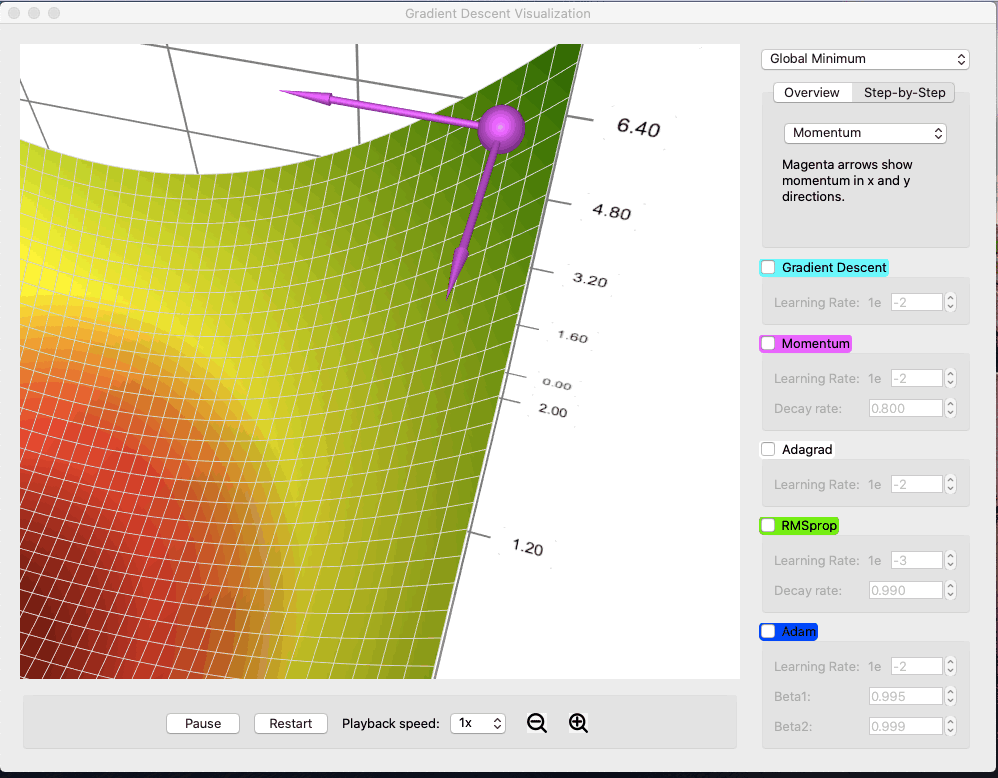 Gradient Descent Visualization
Global Minimum
Overview
Step-by-Step
Momentum
Magenta arrows show
momentum in x and y
directions.
6.40
4.80
3.20
1.60
0.00
2.00
1.20
Gradient Descent
Learning Rate: 1e -2
Momentum
Learning Rate: 1e -2
Decay rate: 0.800
Adagrad
Learning Rate: 1e -2
RMSprop
Learning Rate: 1e -3
Decay rate: 0.990
Adam
Learning Rate: 1e -2
Beta1: 0.995
Beta2: 0.999
Pause
Restart
Playback speed: 1x